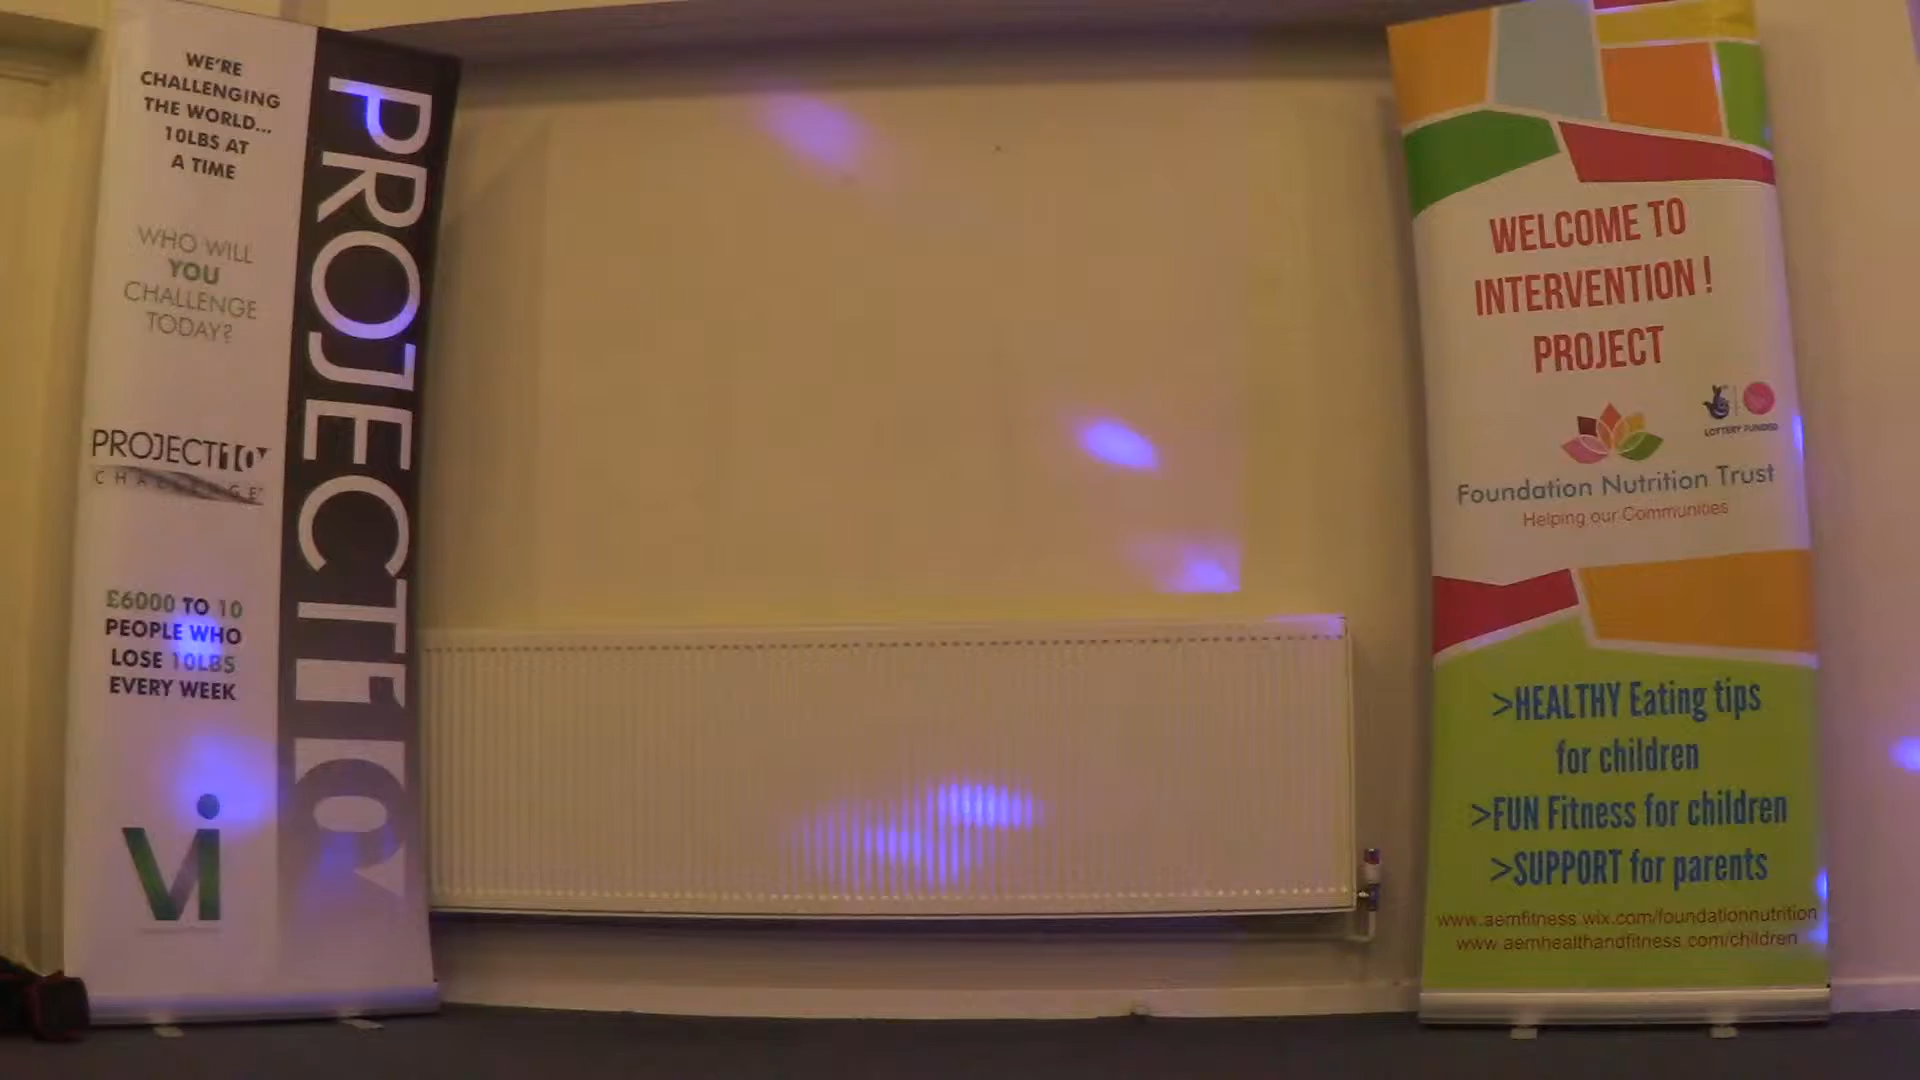 WE'RE
CHALLENGING
THE WORLD...
10LBS AT
A TIME
WHO WILL
YOU
CHALLENGE
TODAY?
PROJECT10
CHALLENGE
£6000 TO 10
PEOPLE WHO
LOSE 10LBS
EVERY WEEK
Vi
PROJECT10
WELCOME TO
INTERVENTION !
PROJECT
LOTTERY FUNDED
Foundation Nutrition Trust
Helping our Communities
>HEALTHY Eating tips
for children
>FUN Fitness for children
>SUPPORT for parents
www.aemfitness.wix.com/foundationnutrition
www.aemhealthandfitness.com/children